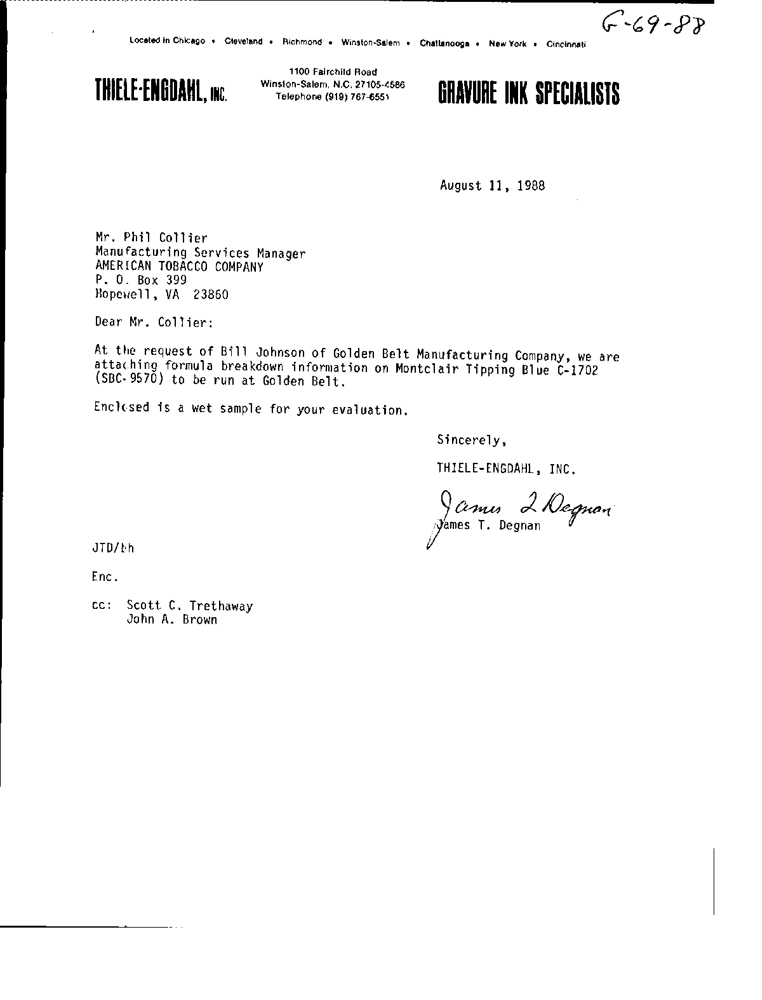 G-69-88
Located in Chicago • Cleveland • Richmond • Winston-Salem • Chattanooga • New York • Cincinnati
THIELE-ENGDAHL, INC.
1100 Fairchild Road
Winston-Salem, N.C. 27105-4586
Telephone (919) 767-6551
GRAVURE INK SPECIALISTS
August 11, 1988
Mr. Phil Collier
Manufacturing Services Manager
AMERICAN TOBACCO COMPANY
P. O. Box 399
Hopewell, VA 23860
Dear Mr. Collier:
At the request of Bill Johnson of Golden Belt Manufacturing Company, we are
attaching formula breakdown information on Montclair Tipping Blue C-1702
(SBC-9570) to be run at Golden Belt.
Enclosed is a wet sample for your evaluation.
Sincerely,
THIELE-ENGDAHL, INC.
James T Degnan
James T. Degnan
JTD/bh
Enc.
cc: Scott C. Trethaway
John A. Brown